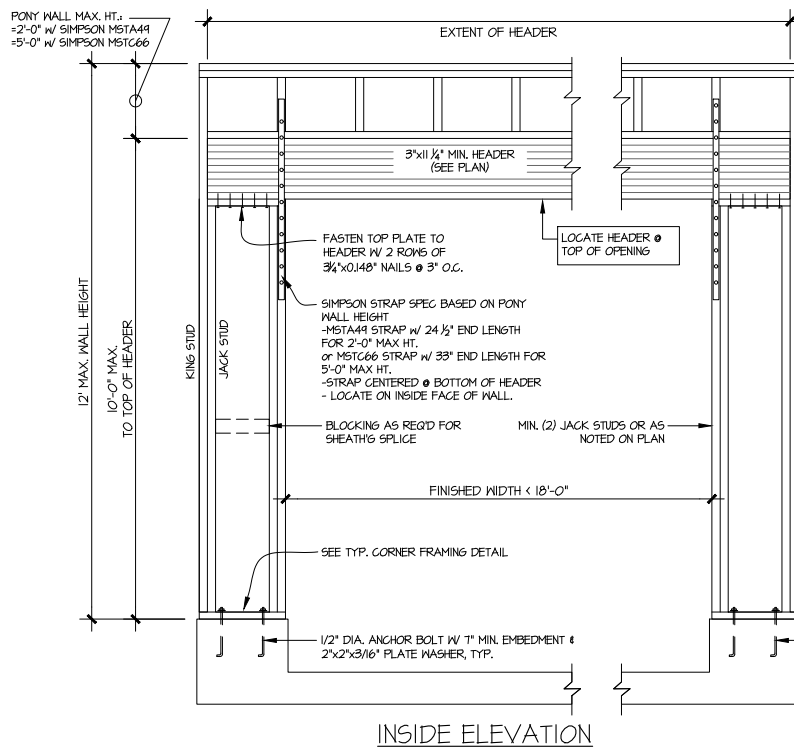 PONY WALL MAX. HT.:
=2'-0" W/ SIMPSON MSTA49
=5'-0" W/ SIMPSON MSTC66
EXTENT OF HEADER
3"x11 1/4" MIN. HEADER
(SEE PLAN)
FASTEN TOP PLATE TO
HEADER W/ 2 ROWS OF
3 1/4"x0.148" NAILS @ 3" O.C.
LOCATE HEADER @
TOP OF OPENING
SIMPSON STRAP SPEC BASED ON PONY
WALL HEIGHT
-MSTA49 STRAP W/ 24 1/2" END LENGTH
FOR 2'-0" MAX HT.
or MSTC66 STRAP W/ 33" END LENGTH FOR
5'-0" MAX HT.
-STRAP CENTERED @ BOTTOM OF HEADER
- LOCATE ON INSIDE FACE OF WALL.
12' MAX. WALL HEIGHT
10'-0" MAX.
TO TOP OF HEADER
KING STUD
JACK STUD
BLOCKING AS REQ'D FOR
SHEATH'G SPLICE
MIN. (2) JACK STUDS OR AS
NOTED ON PLAN
FINISHED WIDTH < 18'-0"
SEE TYP. CORNER FRAMING DETAIL
1/2" DIA. ANCHOR BOLT W/ 7" MIN. EMBEDMENT &
2"x2"x3/16" PLATE WASHER, TYP.
INSIDE ELEVATION